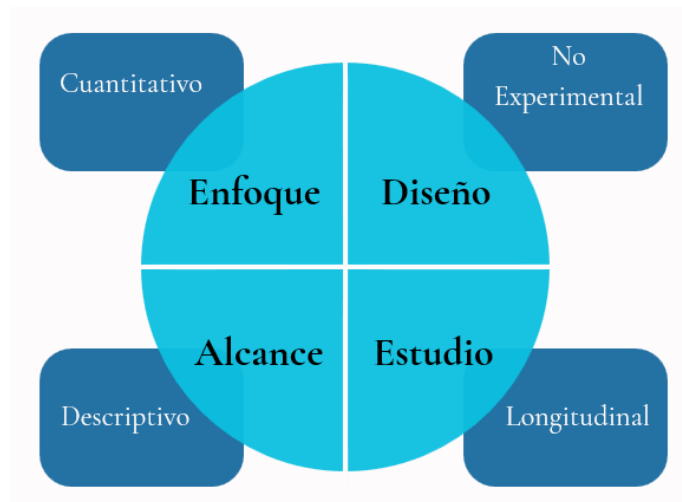 Cuantitativo
No
Experimental
Enfoque
Diseño
Alcance
Estudio
Descriptivo
Longitudinal